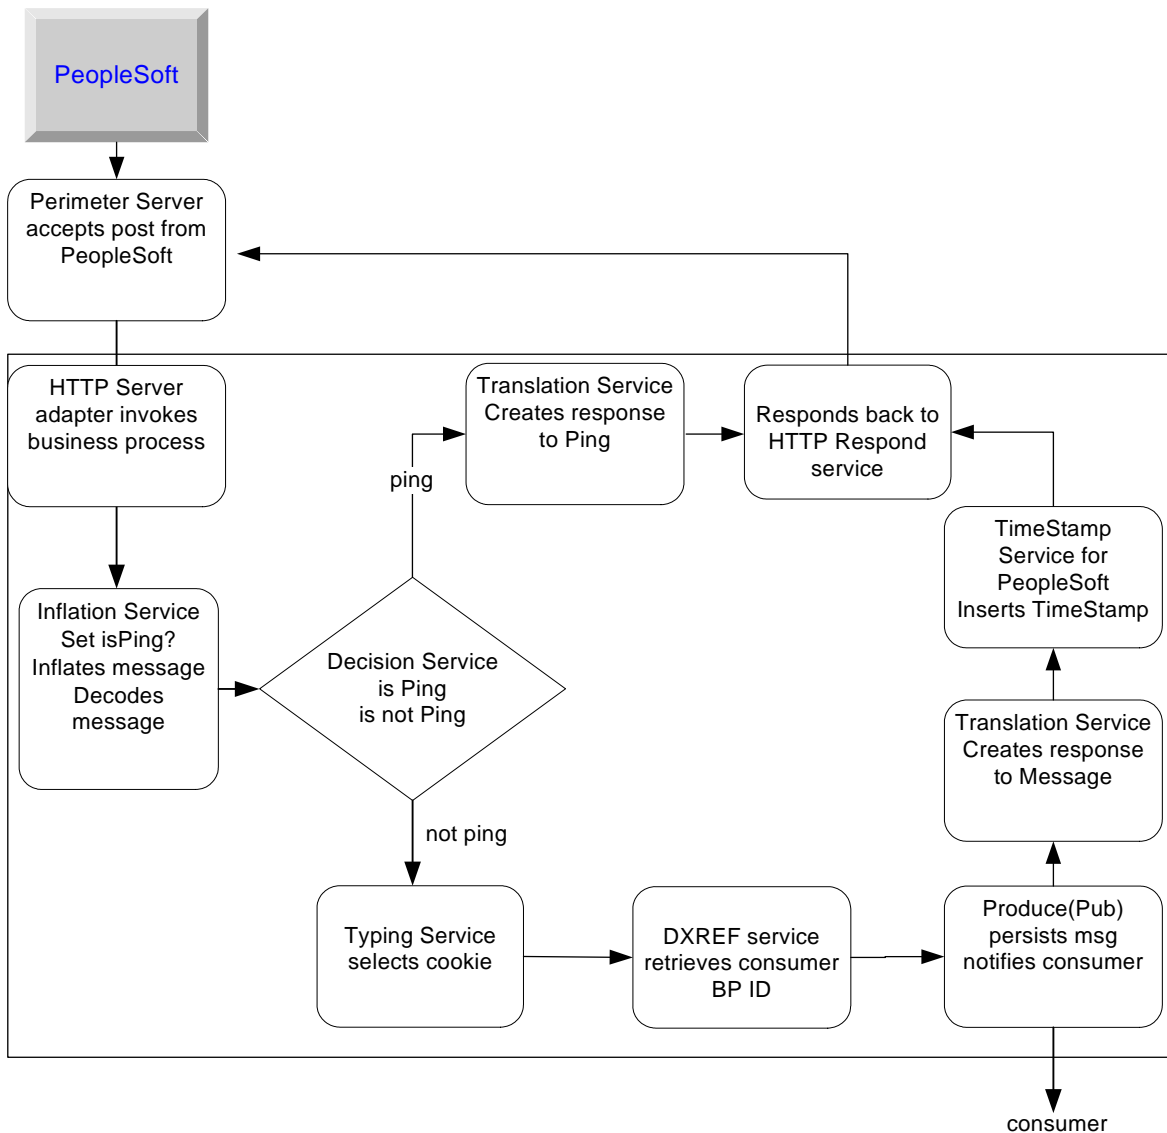 PeopleSoft
Perimeter Server
accepts post from
PeopleSoft
HTTP Server
adapter invokes
business process
Translation Service
Creates response
to Ping
Responds back to
HTTP Respond
service
ping
TimeStamp
Service for
PeopleSoft
Inserts TimeStamp
Inflation Service
Set isPing?
Inflates message
Decodes
message
Decision Service
is Ping
is not Ping
Translation Service
Creates response
to Message
not ping
Typing Service
selects cookie
DXREF service
retrieves consumer
BP ID
Produce(Pub)
persists msg
notifies consumer
consumer